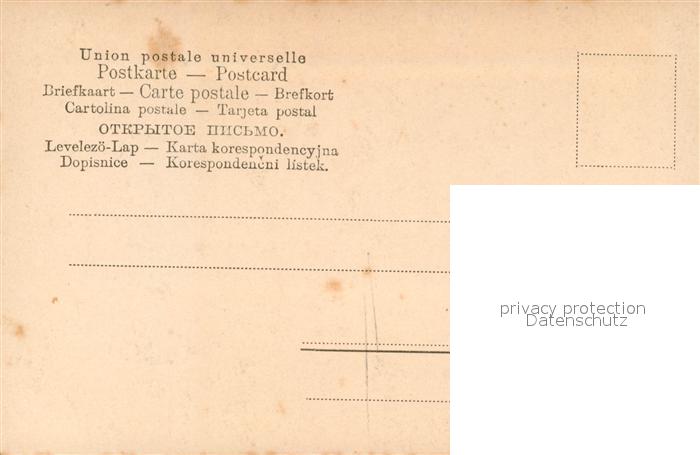 Union postale universelle
Postkarte — Postcard
Briefkaart — Carte postale — Brefkort
Cartolina postale — Tarjeta postal
ОТКРЫТОЕ ПИСЬМО.
Levelező-Lap — Karta korespondencyjna
Dopisnice — Korespondenční lístek.
privacy protection
Datenschutz